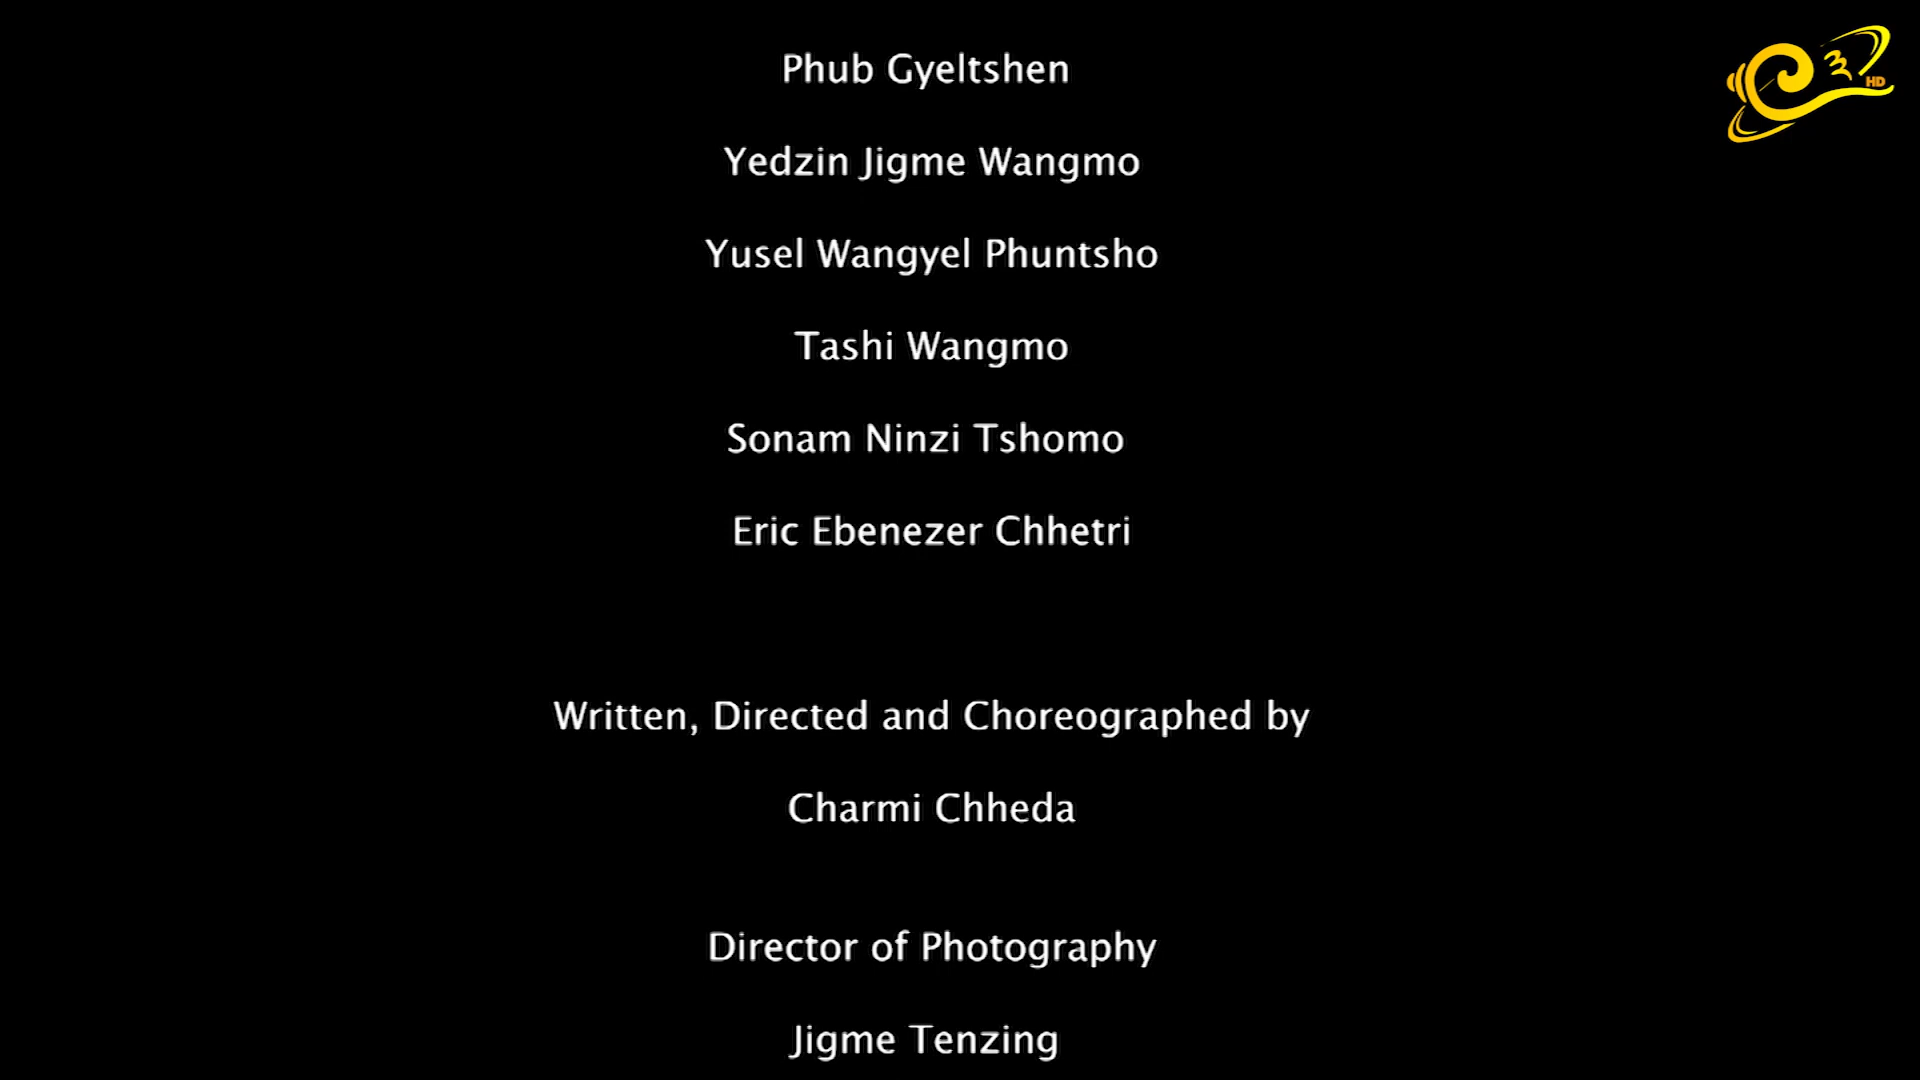 Phub Gyeltshen
Yedzin Jigme Wangmo
Yusel Wangyel Phuntsho
Tashi Wangmo
Sonam Ninzi Tshomo
Eric Ebenezer Chhetri
Written, Directed and Choreographed by
Charmi Chheda
Director of Photography
Jigme Tenzing
HD